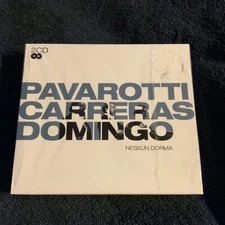 2CD
PAVAROTTI
CARRERAS
DOMINGO
NESSUN DORMA